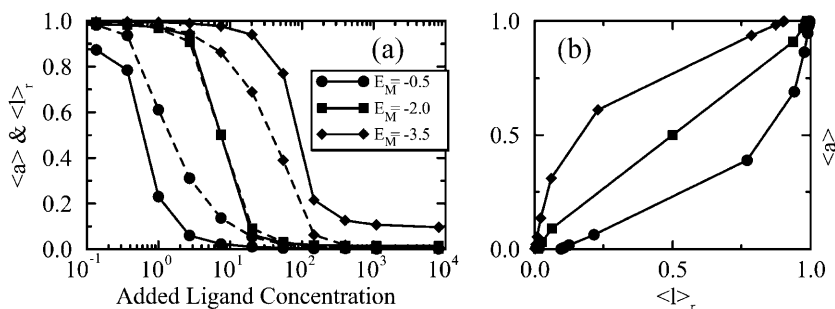 1.0
0.8
0.6
0.4
0.2
0.0
<a> & <l>r
(a)
E_M=-0.5
E_M=-2.0
E_M=-3.5
10^-1 10^0 10^1 10^2 10^3 10^4
Added Ligand Concentration
(b)
1.0
0.5
0.0
<a>
0.0 0.5 1.0
<l>r